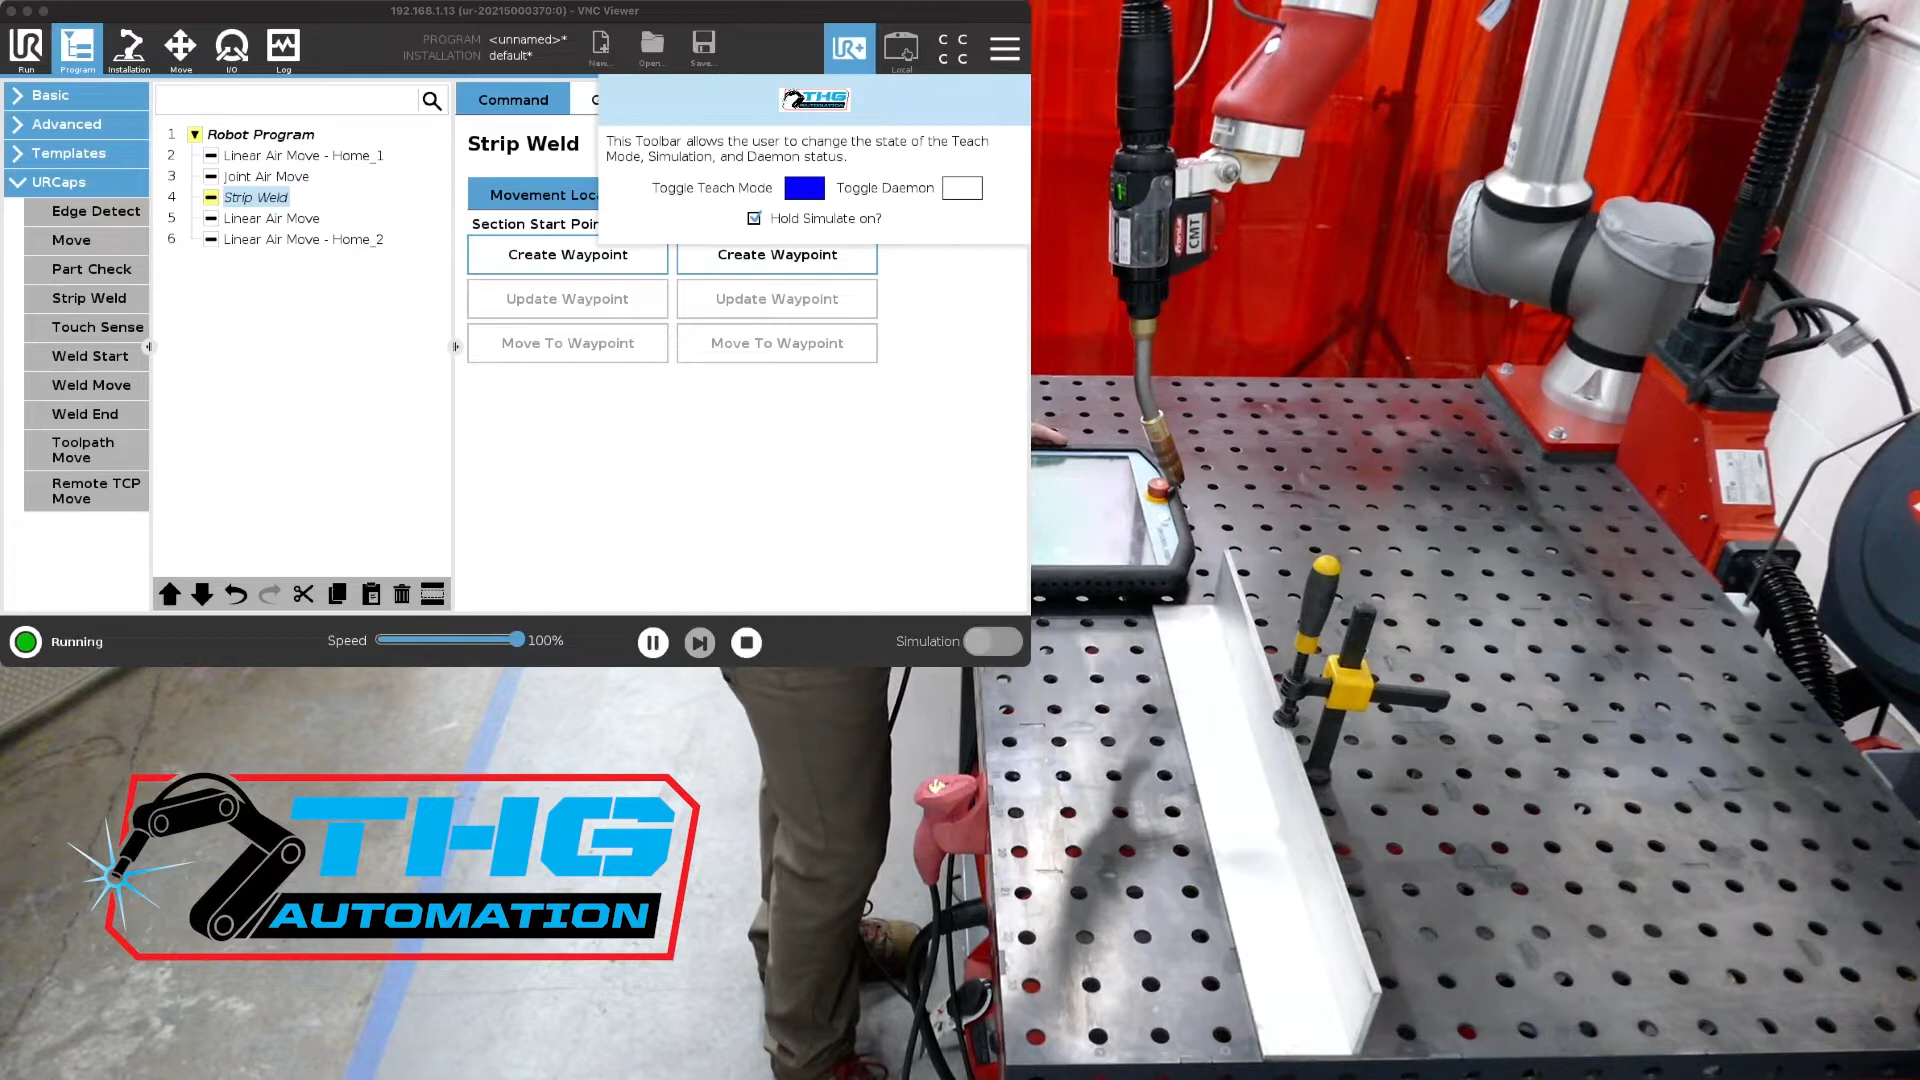 192.168.1.13 (ur-20215000370:0) - VNC Viewer
Run
Program
Installation
Move
I/O
Log
PROGRAM <unnamed>*
INSTALLATION default*
New...
Open...
Save...
UR+
Local
C C
C C
Basic
Advanced
Templates
URCaps
Edge Detect
Move
Part Check
Strip Weld
Touch Sense
Weld Start
Weld Move
Weld End
Toolpath
Move
Remote TCP
Move
1 Robot Program
2 Linear Air Move - Home_1
3 Joint Air Move
4 Strip Weld
5 Linear Air Move
6 Linear Air Move - Home_2
Command
G
Strip Weld
Movement Loca
Section Start Poin
Create Waypoint
Create Waypoint
Update Waypoint
Update Waypoint
Move To Waypoint
Move To Waypoint
THG
AUTOMATION
This Toolbar allows the user to change the state of the Teach
Mode, Simulation, and Daemon status.
Toggle Teach Mode
Toggle Daemon
Hold Simulate on?
Running
Speed
100%
Simulation
CMT
THG
AUTOMATION